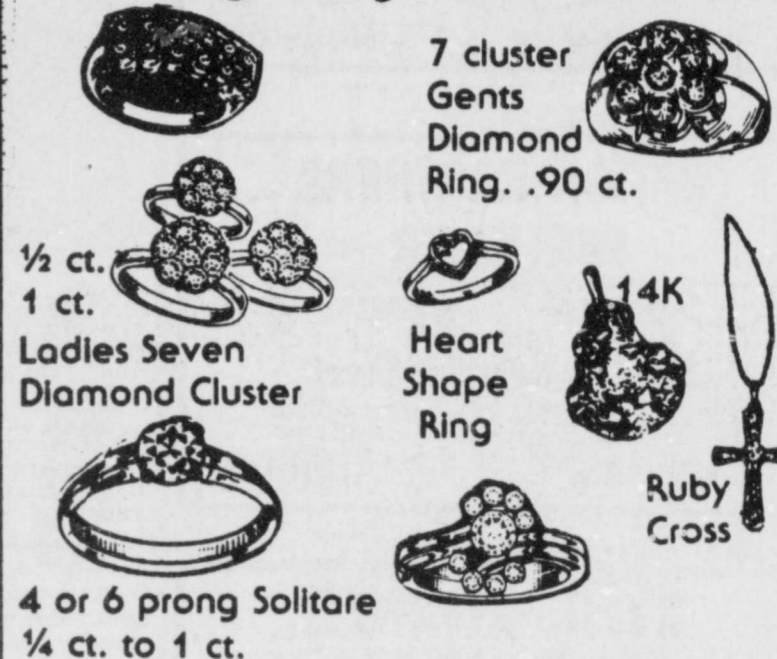 7 cluster
Gents
Diamond
Ring. .90 ct.
½ ct.
1 ct.
Ladies Seven
Diamond Cluster
Heart
Shape
Ring
14K
Ruby
Cross
4 or 6 prong Solitare
¼ ct. to 1 ct.